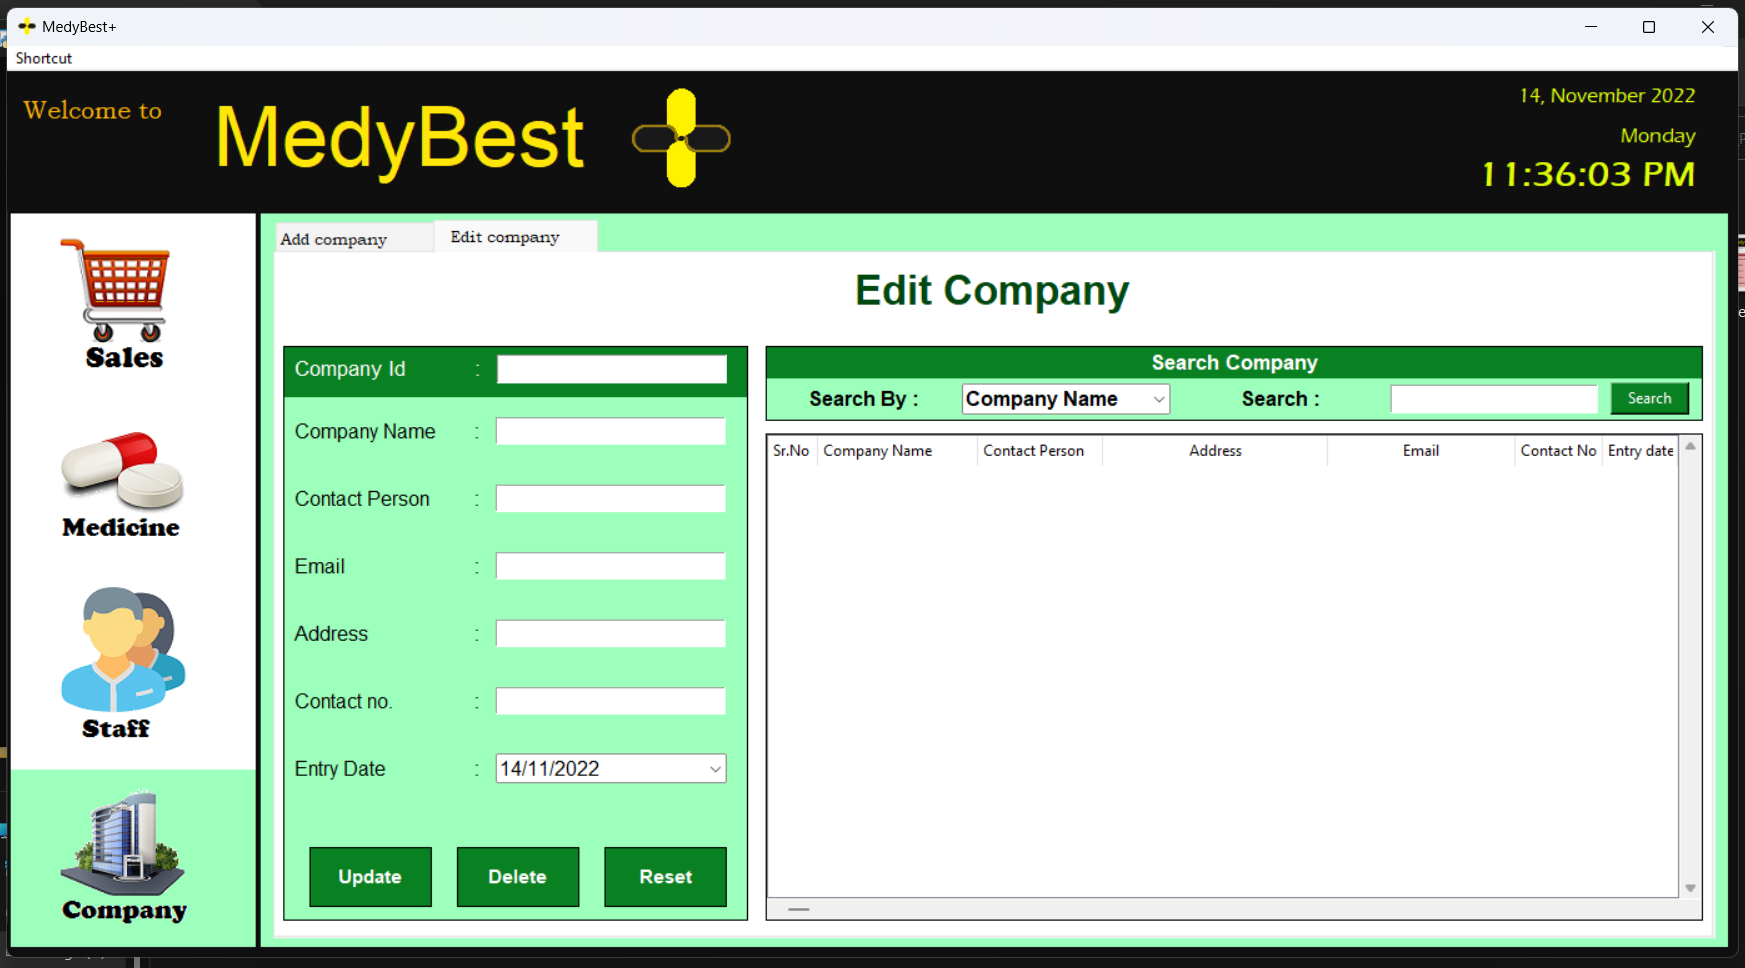 MedyBest+
Shortcut
Welcome to
MedyBest
14, November 2022
Monday
11:36:03 PM
Sales
Medicine
Staff
Company
Add company
Edit company
Edit Company
Company Id :
Company Name :
Contact Person :
Email :
Address :
Contact no. :
Entry Date : 14/11/2022
Update Delete Reset
Search Company
Search By : Company Name Search : Search
Sr.No Company Name Contact Person Address Email Contact No Entry date